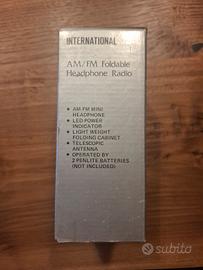 INTERNATIONAL
AM/FM Foldable
Headphone Radio
• AM FM MINI
HEADPHONE
• LED POWER
INDICATOR
• LIGHT WEIGHT
FOLDING CABINET
• TELESCOPIC
ANTENNA
• OPERATED BY
2 PENLITE BATTERIES
(NOT INCLUDED)
subito